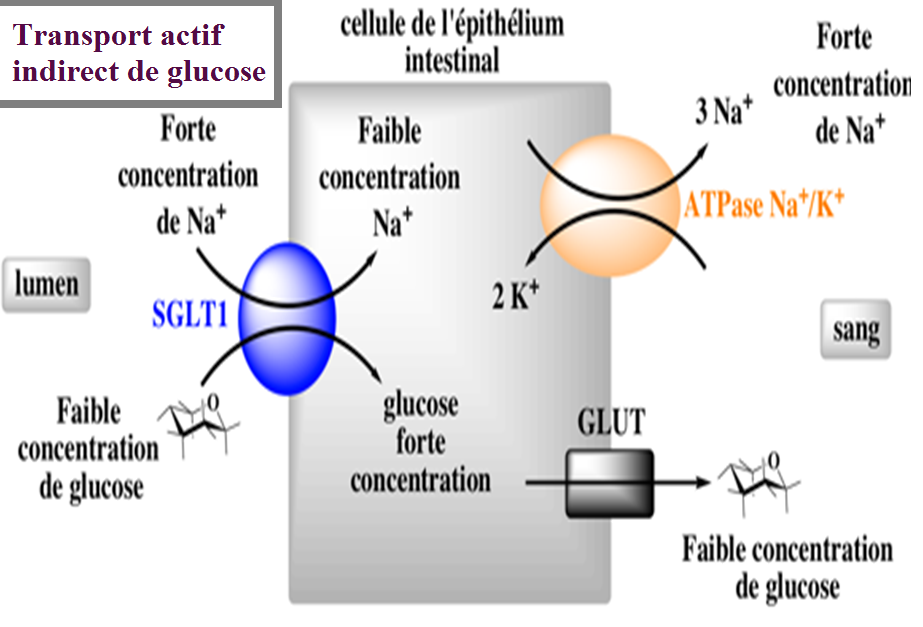 Transport actif
indirect de glucose
cellule de l'épithélium
intestinal
Forte
concentration
de Na⁺
Faible
concentration
Na⁺
3 Na⁺
Forte
concentration
de Na⁺
ATPase Na⁺/K⁺
2 K⁺
lumen
SGLT1
sang
Faible
concentration
de glucose
O
glucose
forte
concentration
GLUT
O
Faible concentration
de glucose